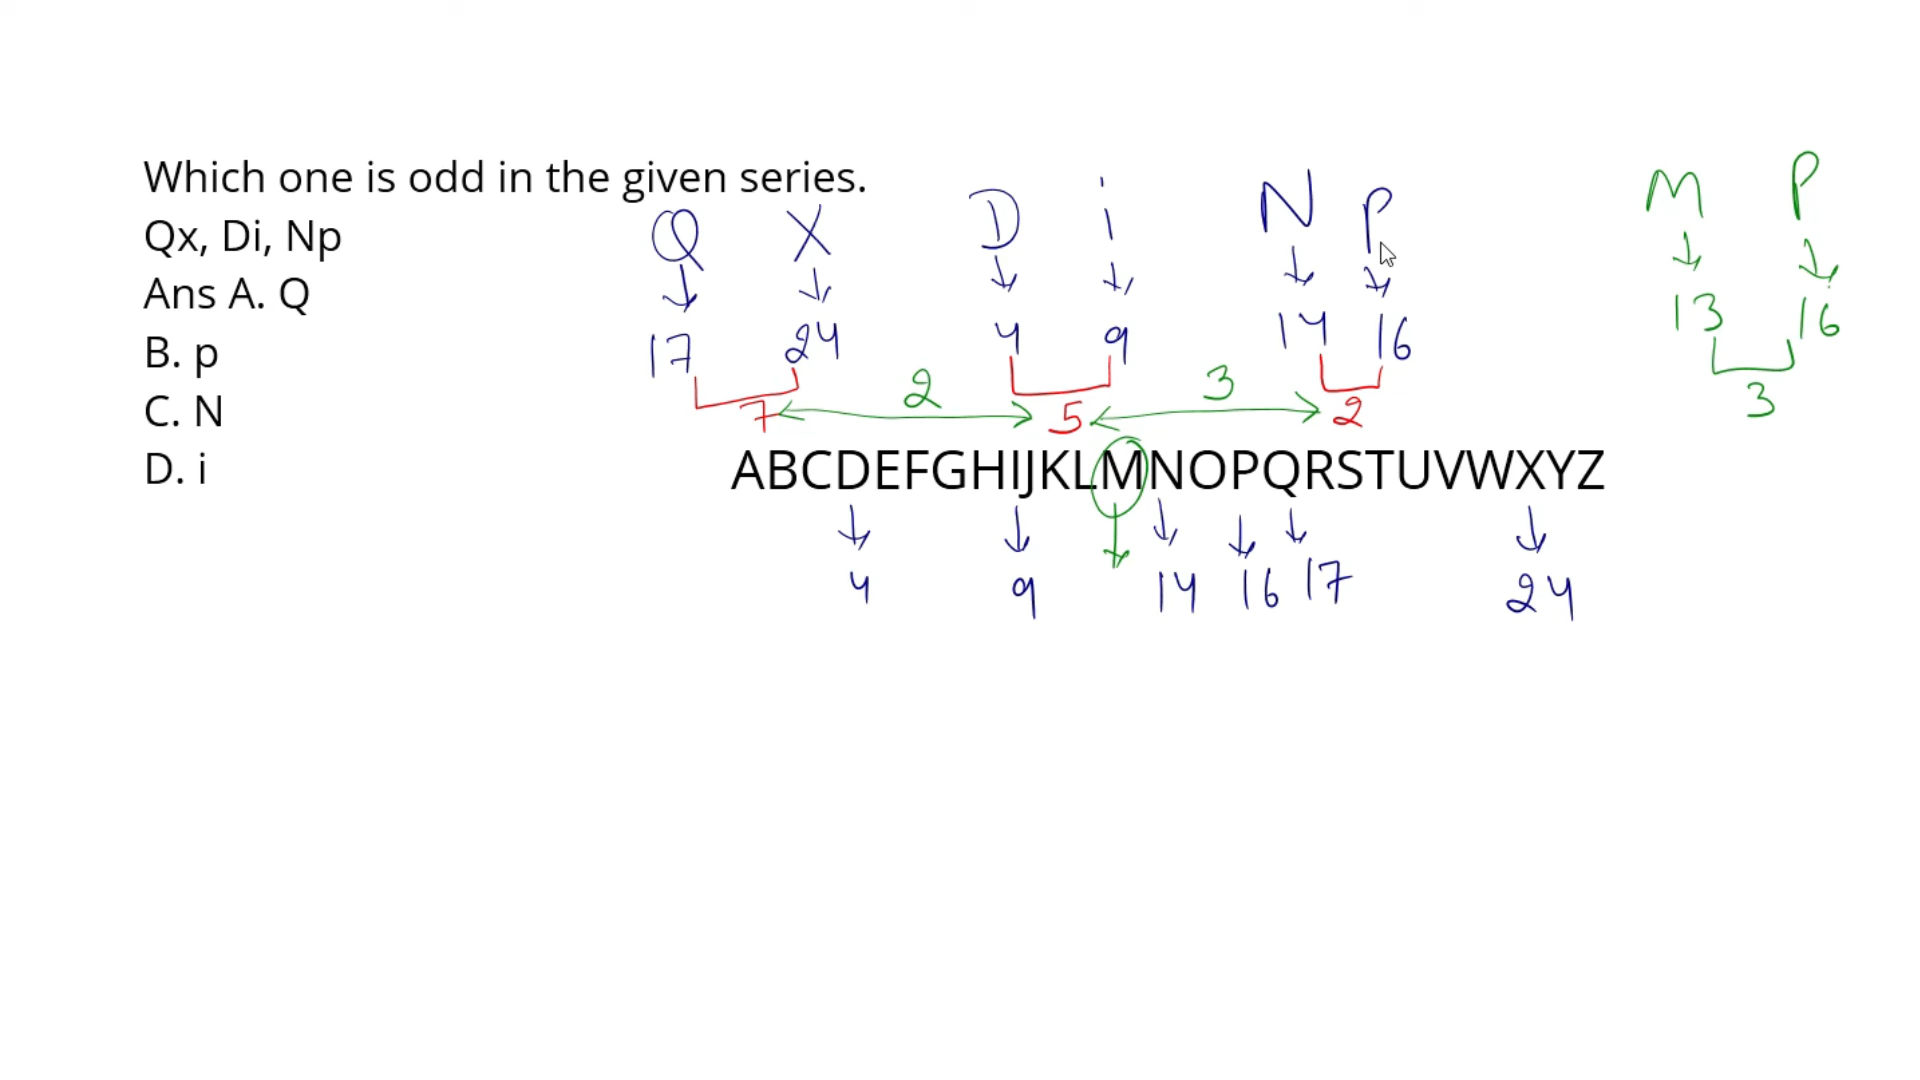 Which one is odd in the given series.
Qx, Di, Np
Ans A. Q
B. p
C. N
D. i
Q X D i N P M P
17 24 4 9 14 16 13 16
7 2 5 3 2 3
ABCDEFGHIJKLMNOPQRSTUVWXYZ
4 9 14 16 17 24